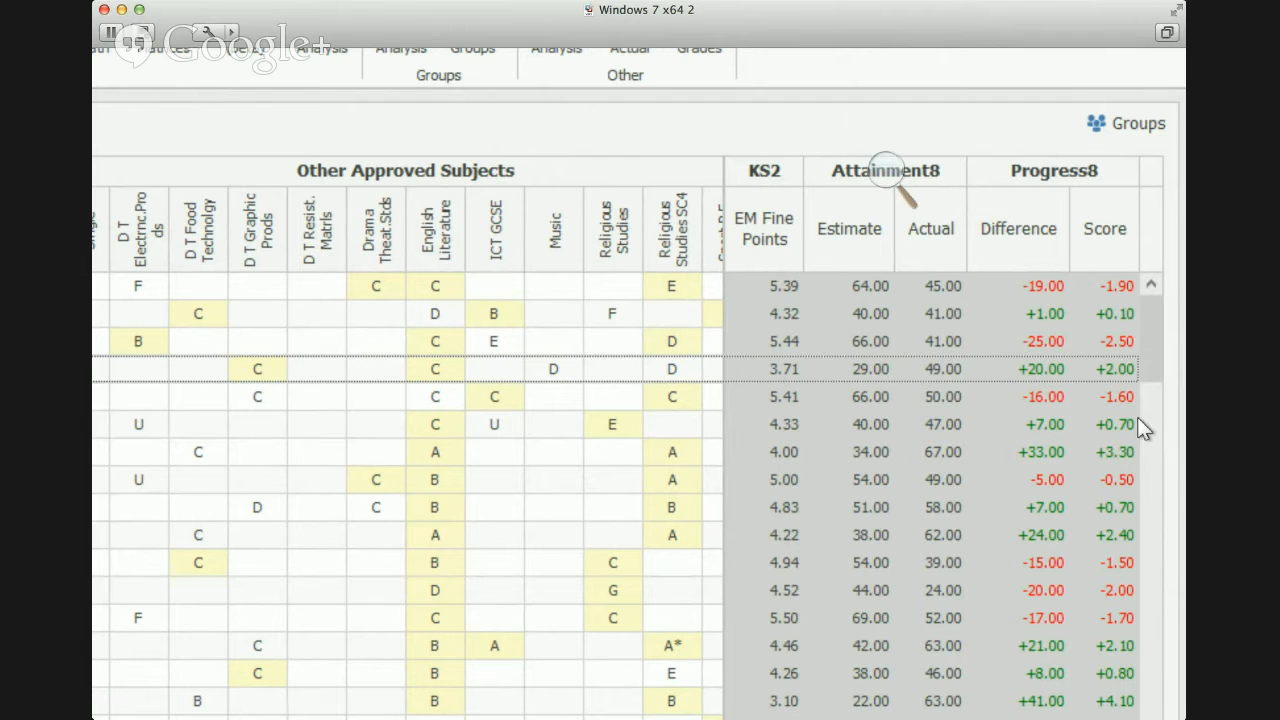 Windows 7 x64 2
Google+
Analysis Analysis Groups Analysis Actual Grades
Groups Other
Groups
Other Approved Subjects KS2 Attainment8 Progress8
D T Electrnc.Pro ds D T Food Technolgy D T Graphic Prods D T Resist. Matrls Drama Theat.Stds English Literature ICT GCSE Music Religious Studies Religious Studies SC4 EM Fine Points Estimate Actual Difference Score
F C C E 5.39 64.00 45.00 -19.00 -1.90
C D B F 4.32 40.00 41.00 +1.00 +0.10
B C E D 5.44 66.00 41.00 -25.00 -2.50
C C D D 3.71 29.00 49.00 +20.00 +2.00
C C C C 5.41 66.00 50.00 -16.00 -1.60
U C U E 4.33 40.00 47.00 +7.00 +0.70
C A A 4.00 34.00 67.00 +33.00 +3.30
U C B A 5.00 54.00 49.00 -5.00 -0.50
D C B B 4.83 51.00 58.00 +7.00 +0.70
C A A 4.22 38.00 62.00 +24.00 +2.40
C B C 4.94 54.00 39.00 -15.00 -1.50
D G 4.52 44.00 24.00 -20.00 -2.00
F C C 5.50 69.00 52.00 -17.00 -1.70
C B A A* 4.46 42.00 63.00 +21.00 +2.10
C B E 4.26 38.00 46.00 +8.00 +0.80
B B B 3.10 22.00 63.00 +41.00 +4.10